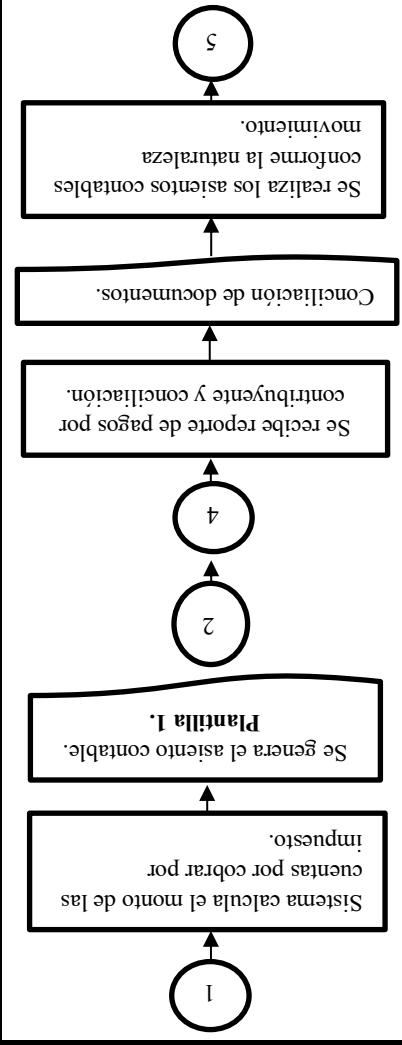 1
Sistema calcula el monto de las
cuentas por cobrar por
impuesto.
Se genera el asiento contable.
Plantilla 1.
2
4
Se recibe reporte de pagos por
contribuyente y conciliación.
Conciliación de documentos.
Se realiza los asientos contables
conforme la naturaleza
movimiento.
5